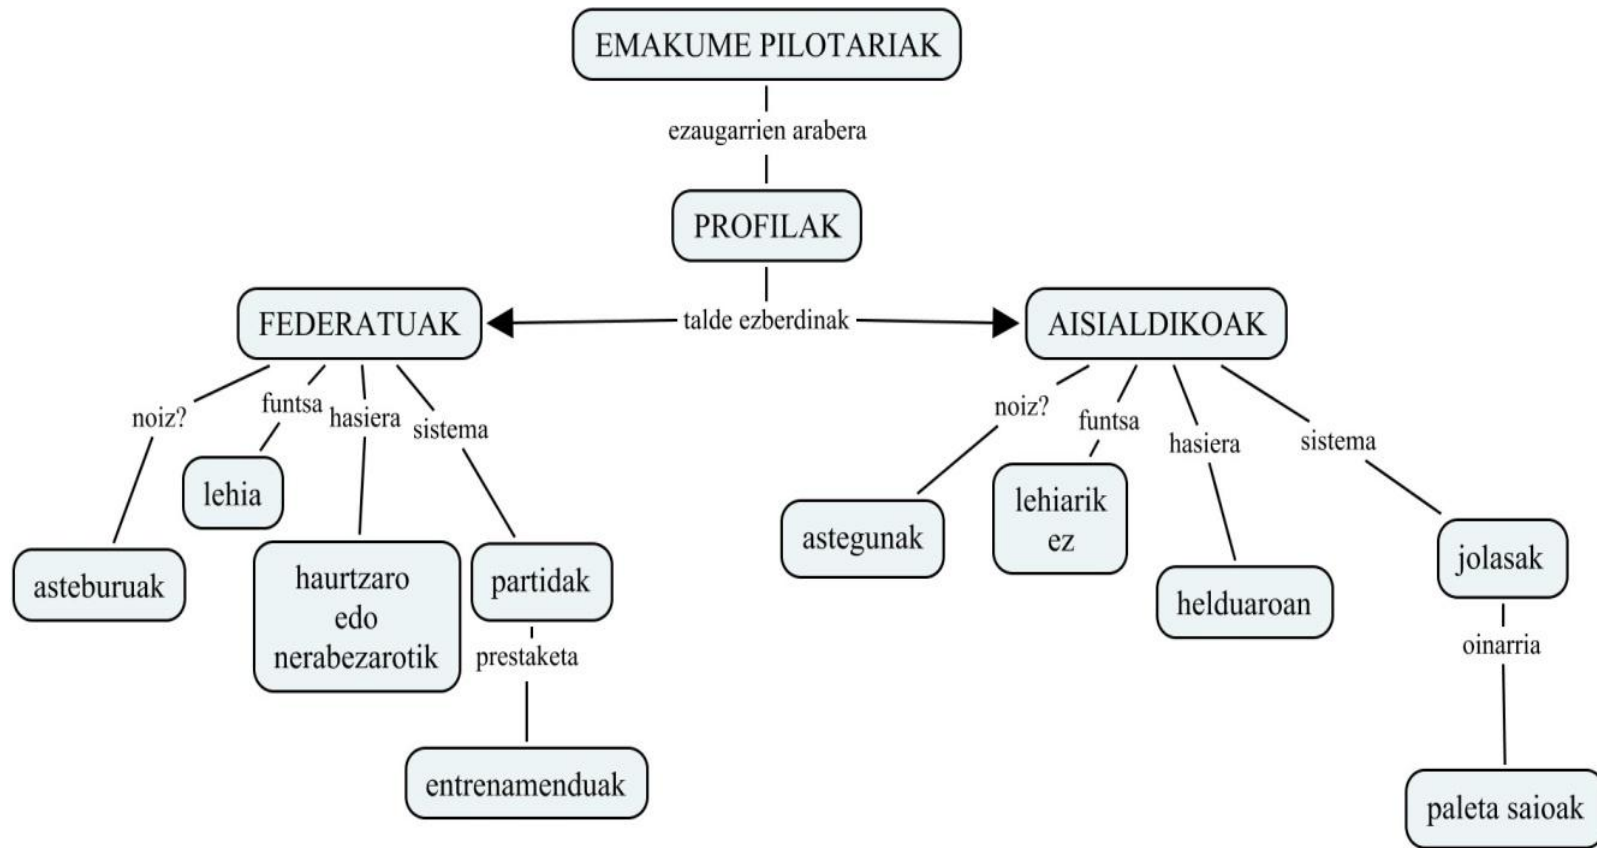 EMAKUME PILOTARIAK
ezaugarrien arabera
PROFILAK
talde ezberdinak
FEDERATUAK
noiz?
funtsa
hasiera
sistema
asteburuak
lehia
haurtzaro
edo
nerabezarotik
partidak
prestaketa
entrenamenduak
AISIALDIKOAK
noiz?
funtsa
hasiera
sistema
astegunak
lehiarik
ez
helduaroan
jolasak
oinarria
paleta saioak